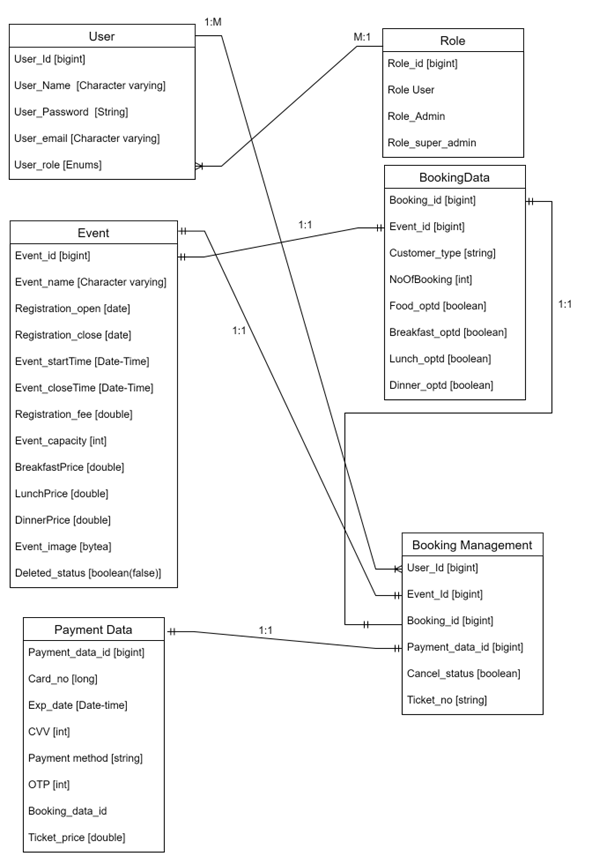 1:M
User
User_Id [bigint]
User_Name [Character varying]
User_Password [String]
User_email [Character varying]
User_role [Enums]
M:1
Role
Role_id [bigint]
Role User
Role_Admin
Role_super_admin
BookingData
Booking_id [bigint]
Event_id [bigint]
Customer_type [string]
NoOfBooking [int]
Food_optd [boolean]
Breakfast_optd [boolean]
Lunch_optd [boolean]
Dinner_optd [boolean]
1:1
1:1
1:1
Event
Event_id [bigint]
Event_name [Character varying]
Registration_open [date]
Registration_close [date]
Event_startTime [Date-Time]
Event_closeTime [Date-Time]
Registration_fee [double]
Event_capacity [int]
BreakfastPrice [double]
LunchPrice [double]
DinnerPrice [double]
Event_image [bytea]
Deleted_status [boolean(false)]
Booking Management
User_Id [bigint]
Event_Id [bigint]
Booking_id [bigint]
Payment_data_id [bigint]
Cancel_status [boolean]
Ticket_no [string]
1:1
Payment Data
Payment_data_id [bigint]
Card_no [long]
Exp_date [Date-time]
CVV [int]
Payment method [string]
OTP [int]
Booking_data_id
Ticket_price [double]